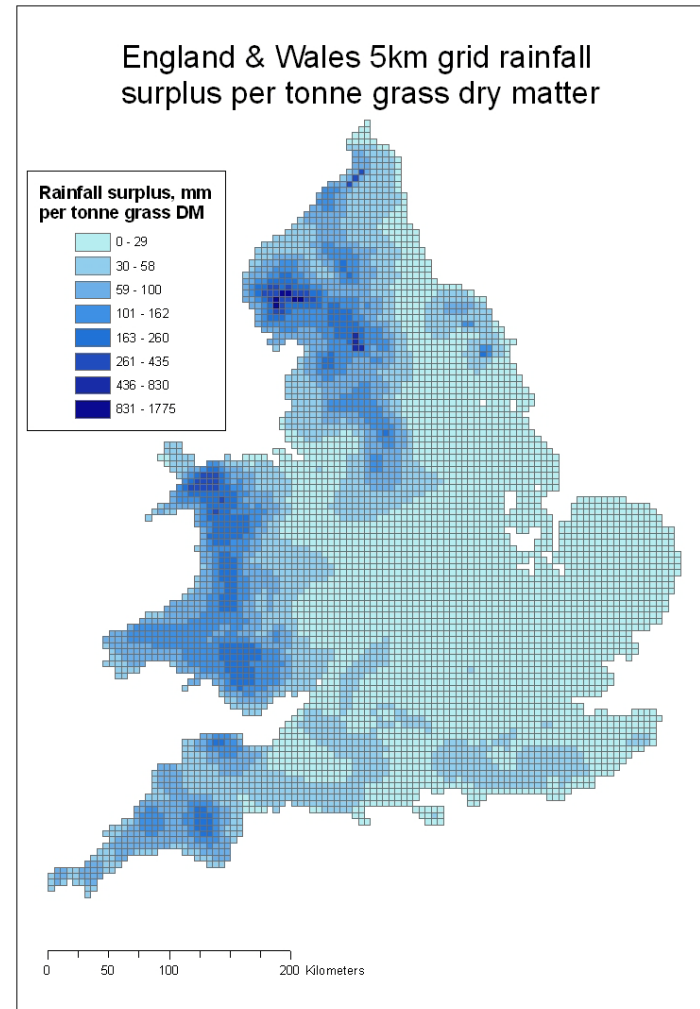 England & Wales 5km grid rainfall
surplus per tonne grass dry matter
Rainfall surplus, mm
per tonne grass DM
0 - 29
30 - 58
59 - 100
101 - 162
163 - 260
261 - 435
436 - 830
831 - 1775
0 50 100 200 Kilometers